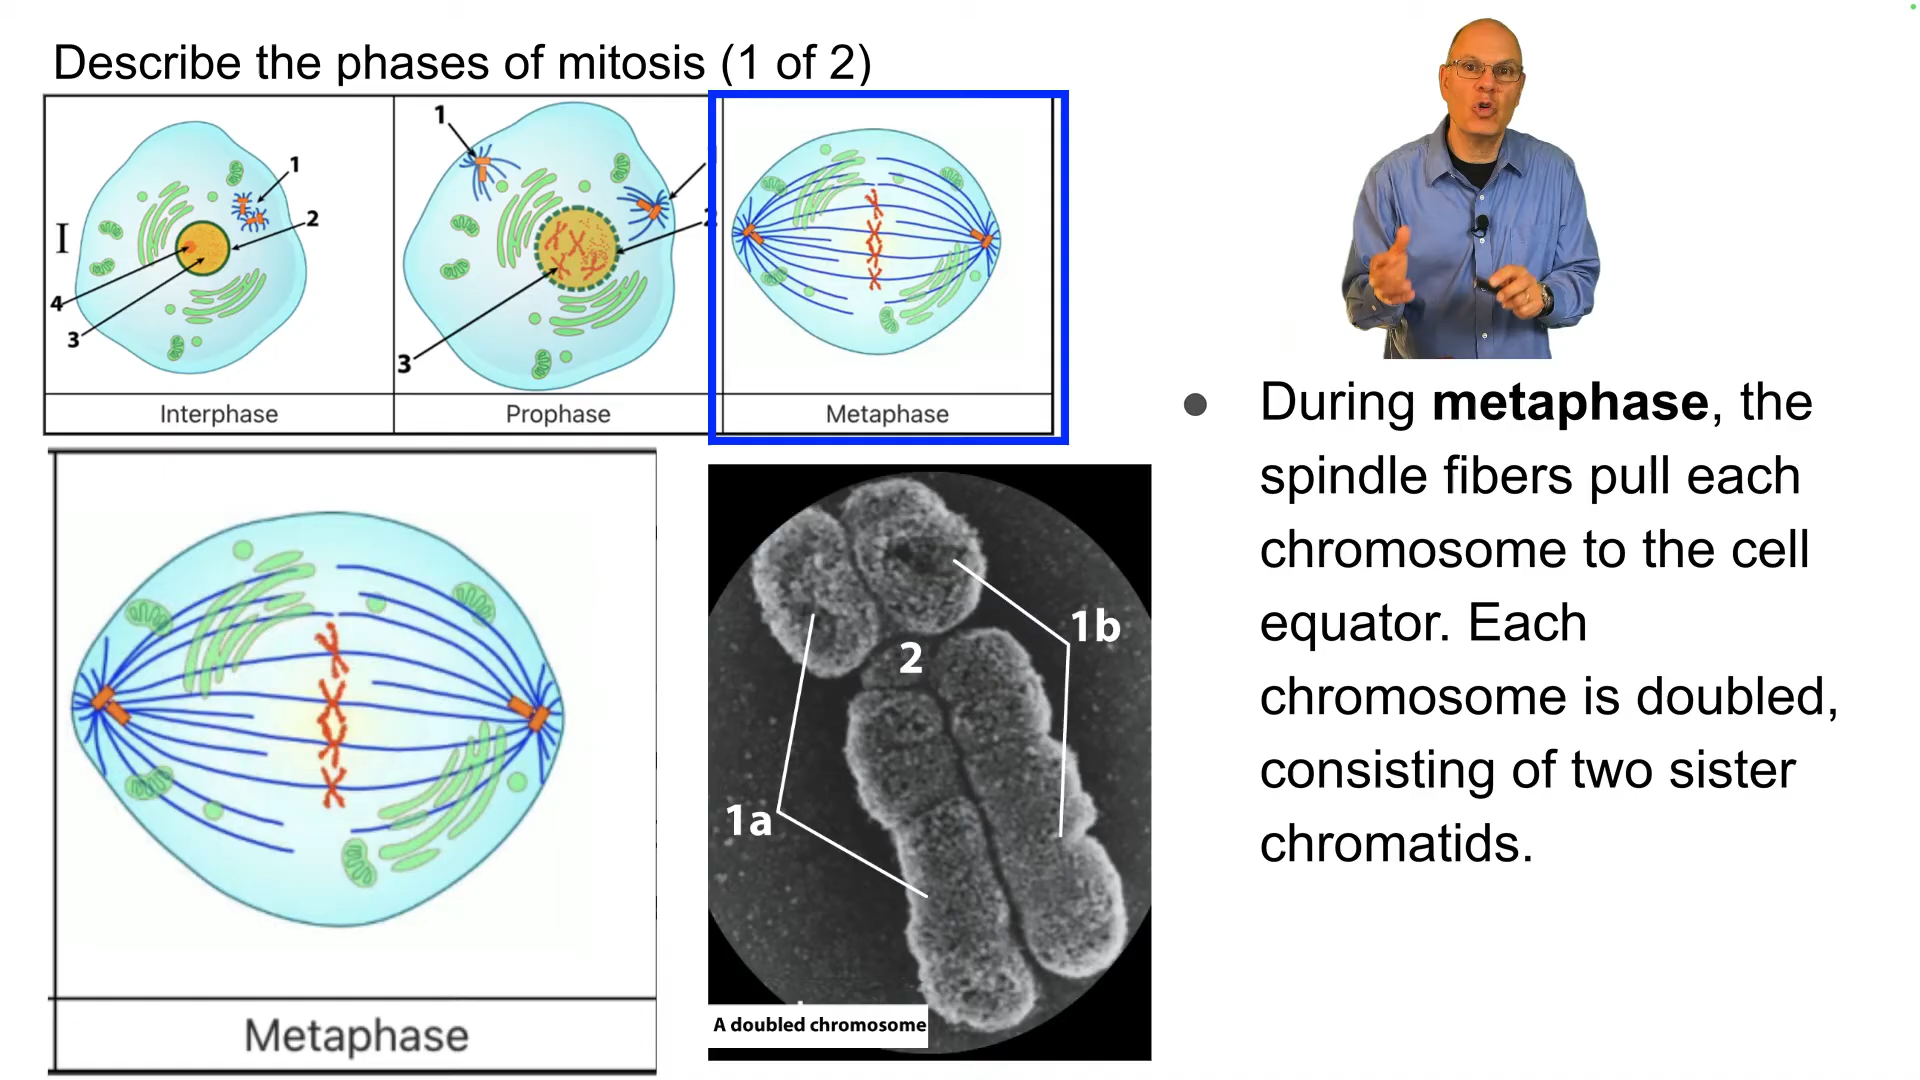 Describe the phases of mitosis (1 of 2)
I
1
2
4
3
Interphase
1
2
3
Prophase
Metaphase
Metaphase
1a
1b
2
A doubled chromosome
● During metaphase, the
spindle fibers pull each
chromosome to the cell
equator. Each
chromosome is doubled,
consisting of two sister
chromatids.